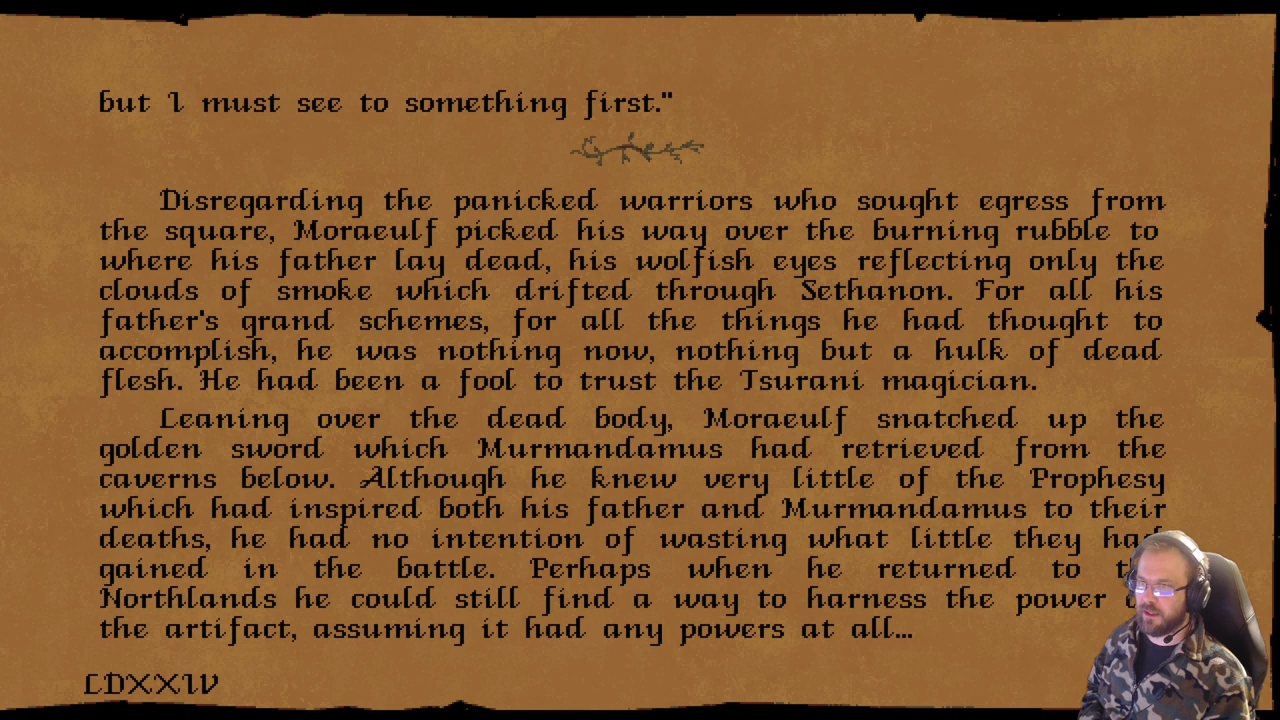 but I must see to something first."
Disregarding the panicked warriors who sought egress from
the square, Moraeulf picked his way over the burning rubble to
where his father lay dead, his wolfish eyes reflecting only the
clouds of smoke which drifted through Sethanon. For all his
father's grand schemes, for all the things he had thought to
accomplish, he was nothing now, nothing but a hulk of dead
flesh. He had been a fool to trust the Tsurani magician.
Leaning over the dead body, Moraeulf snatched up the
golden sword which Murmandamus had retrieved from the
caverns below. Although he knew very little of the Prophesy
which had inspired both his father and Murmandamus to their
deaths, he had no intention of wasting what little they had
gained in the battle. Perhaps when he returned to
Northlands he could still find a way to harness the power
the artifact, assuming it had any powers at all...
LDXXIV